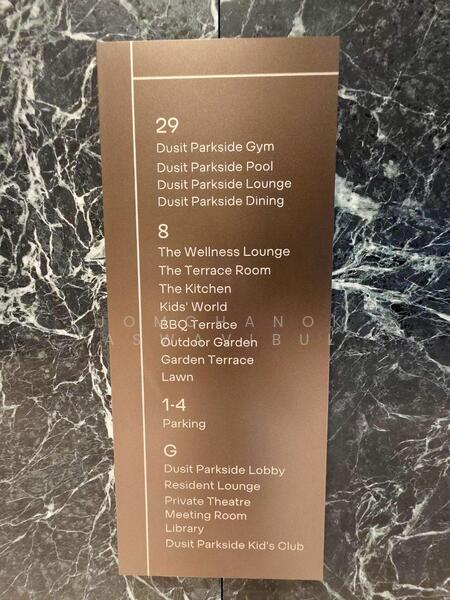 29
Dusit Parkside Gym
Dusit Parkside Pool
Dusit Parkside Lounge
Dusit Parkside Dining
8
The Wellness Lounge
The Terrace Room
The Kitchen
Kids' World
BBQ Terrace
Outdoor Garden
Garden Terrace
Lawn
1-4
Parking
G
Dusit Parkside Lobby
Resident Lounge
Private Theatre
Meeting Room
Library
Dusit Parkside Kid's Club